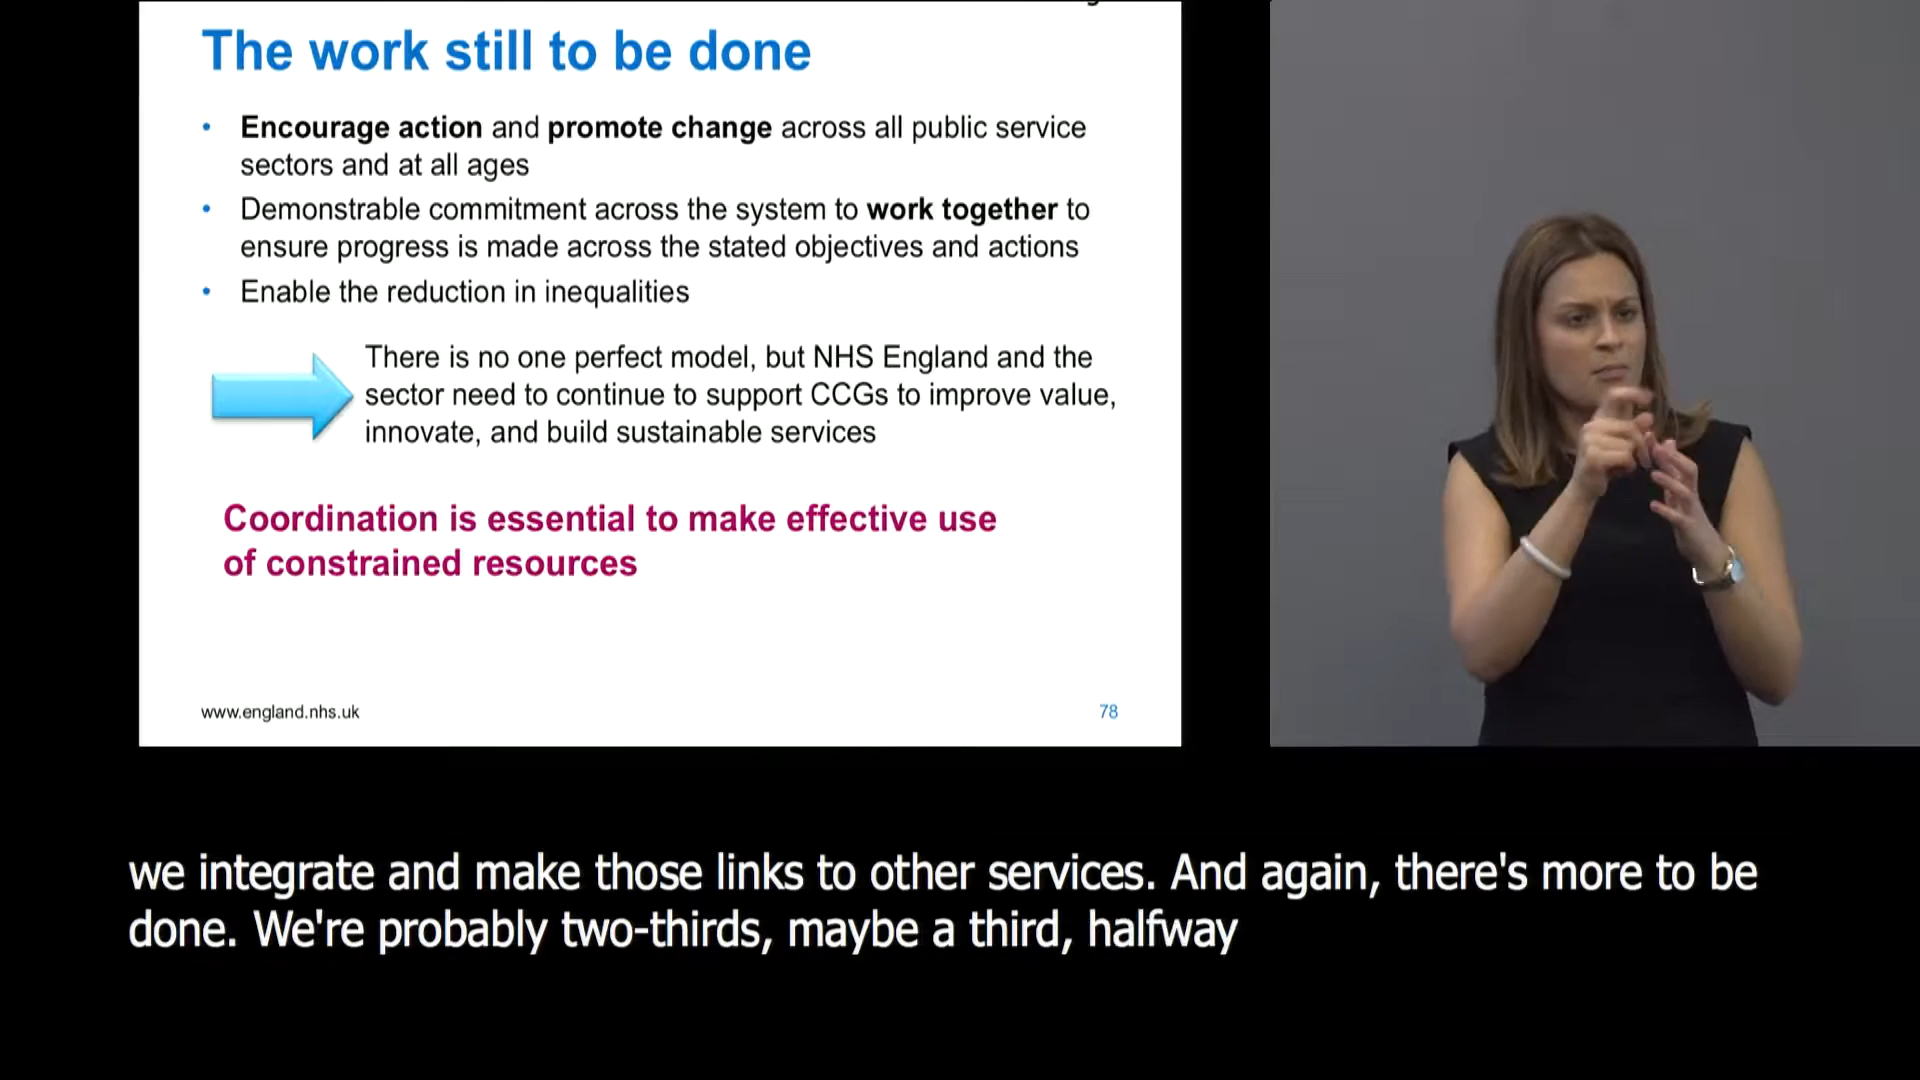 The work still to be done
• Encourage action and promote change across all public service
sectors and at all ages
• Demonstrable commitment across the system to work together to
ensure progress is made across the stated objectives and actions
• Enable the reduction in inequalities
There is no one perfect model, but NHS England and the
sector need to continue to support CCGs to improve value,
innovate, and build sustainable services
Coordination is essential to make effective use
of constrained resources
www.england.nhs.uk
78
we integrate and make those links to other services. And again, there's more to be
done. We're probably two-thirds, maybe a third, halfway